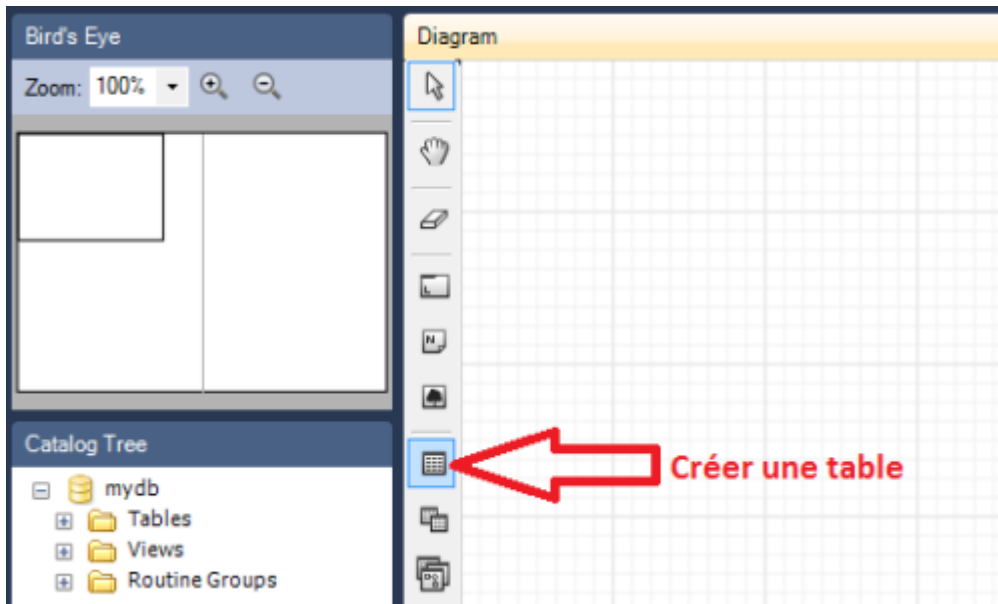 Bird's Eye
Zoom: 100%
Catalog Tree
mydb
Tables
Views
Routine Groups
Diagram
Créer une table